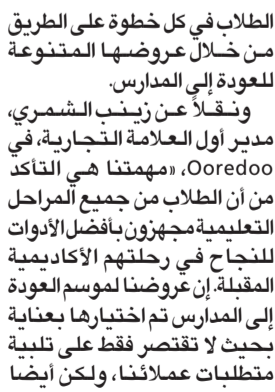 الطلاب في كل خطوة على الطريق
من خلال عروضها المتنوعة
للعودة إلى المدارس.
ونقلاً عن زينب الشمري،
مدير أول العلامة التجارية، في
Ooredoo، «مهمتنا هي التأكد
من أن الطلاب من جميع المراحل
التعليمية مجهزون بأفضل الأدوات
للنجاح في رحلتهم الأكاديمية
المقبلة. إن عروضنا لموسم العودة
إلى المدارس تم اختيارها بعناية
بحيث لا تقتصر فقط على تلبية
متطلبات عملائنا، ولكن أيضا